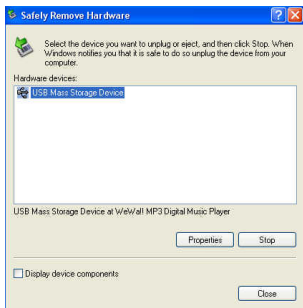 Safely Remove Hardware
Select the device you want to unplug or eject, and then click Stop. When
Windows notifies you that it is safe to do so unplug the device from your
computer.
Hardware devices:
USB Mass Storage Device
USB Mass Storage Device at WeWa!! MP3 Digital Music Player
Properties
Stop
Display device components
Close